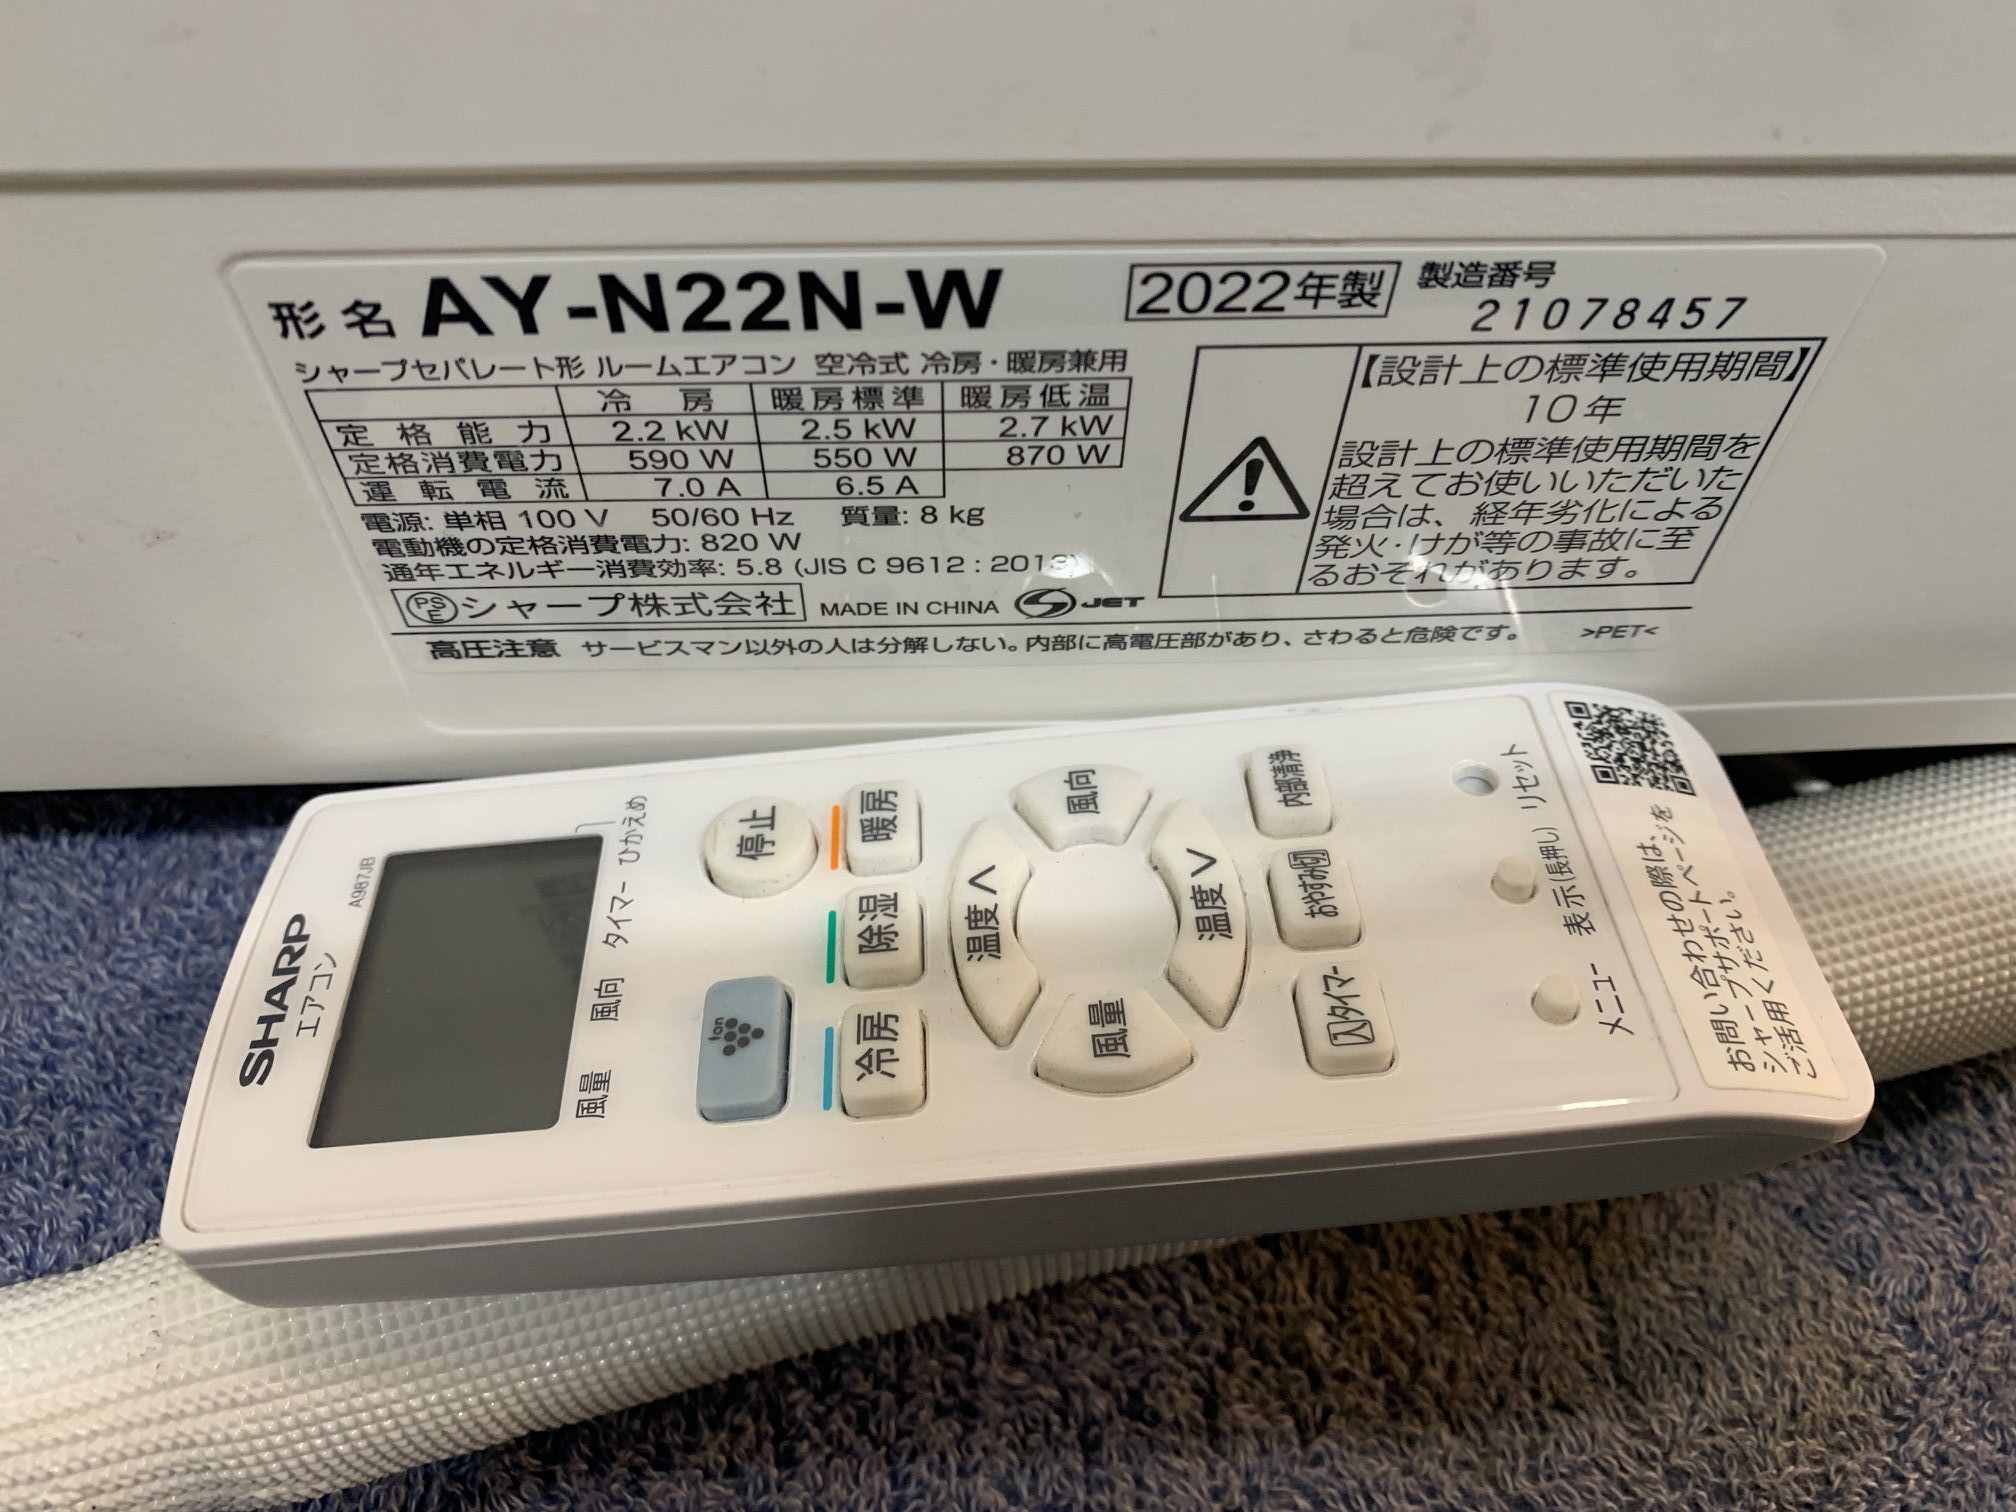 形名 AY-N22N-W 2022年製 製造番号 21078457
シャープセパレート形 ルームエアコン 空冷式 冷房・暖房兼用
冷房 暖房標準 暖房低温
定格能力 2.2 kW 2.5 kW 2.7 kW
定格消費電力 590 W 550 W 870 W
運転電流 7.0 A 6.5 A
電源: 単相 100 V 50/60 Hz 質量: 8 kg
電動機の定格消費電力: 820 W
通年エネルギー消費効率: 5.8 (JIS C 9612 : 2013)
PSE シャープ株式会社 MADE IN CHINA S JET
高圧注意 サービスマン以外の人は分解しない。内部に高電圧部があり、さわると危険です。 >PET<
【設計上の標準使用期間】
10年
設計上の標準使用期間を
超えてお使いいただいた
場合は、経年劣化による
発火・けが等の事故に至
るおそれがあります。
SHARP
エアコン
A987JB
風量 風向 タイマー ひかえめ
停止
Ion
暖房
除湿
冷房
風向
温度∧
温度∨
風量
内部清浄
おやすみ切
入タイマー
リセット
表示(長押し)
メニュー
お問い合わせの際は、
シャープサポートページを
ご活用ください。